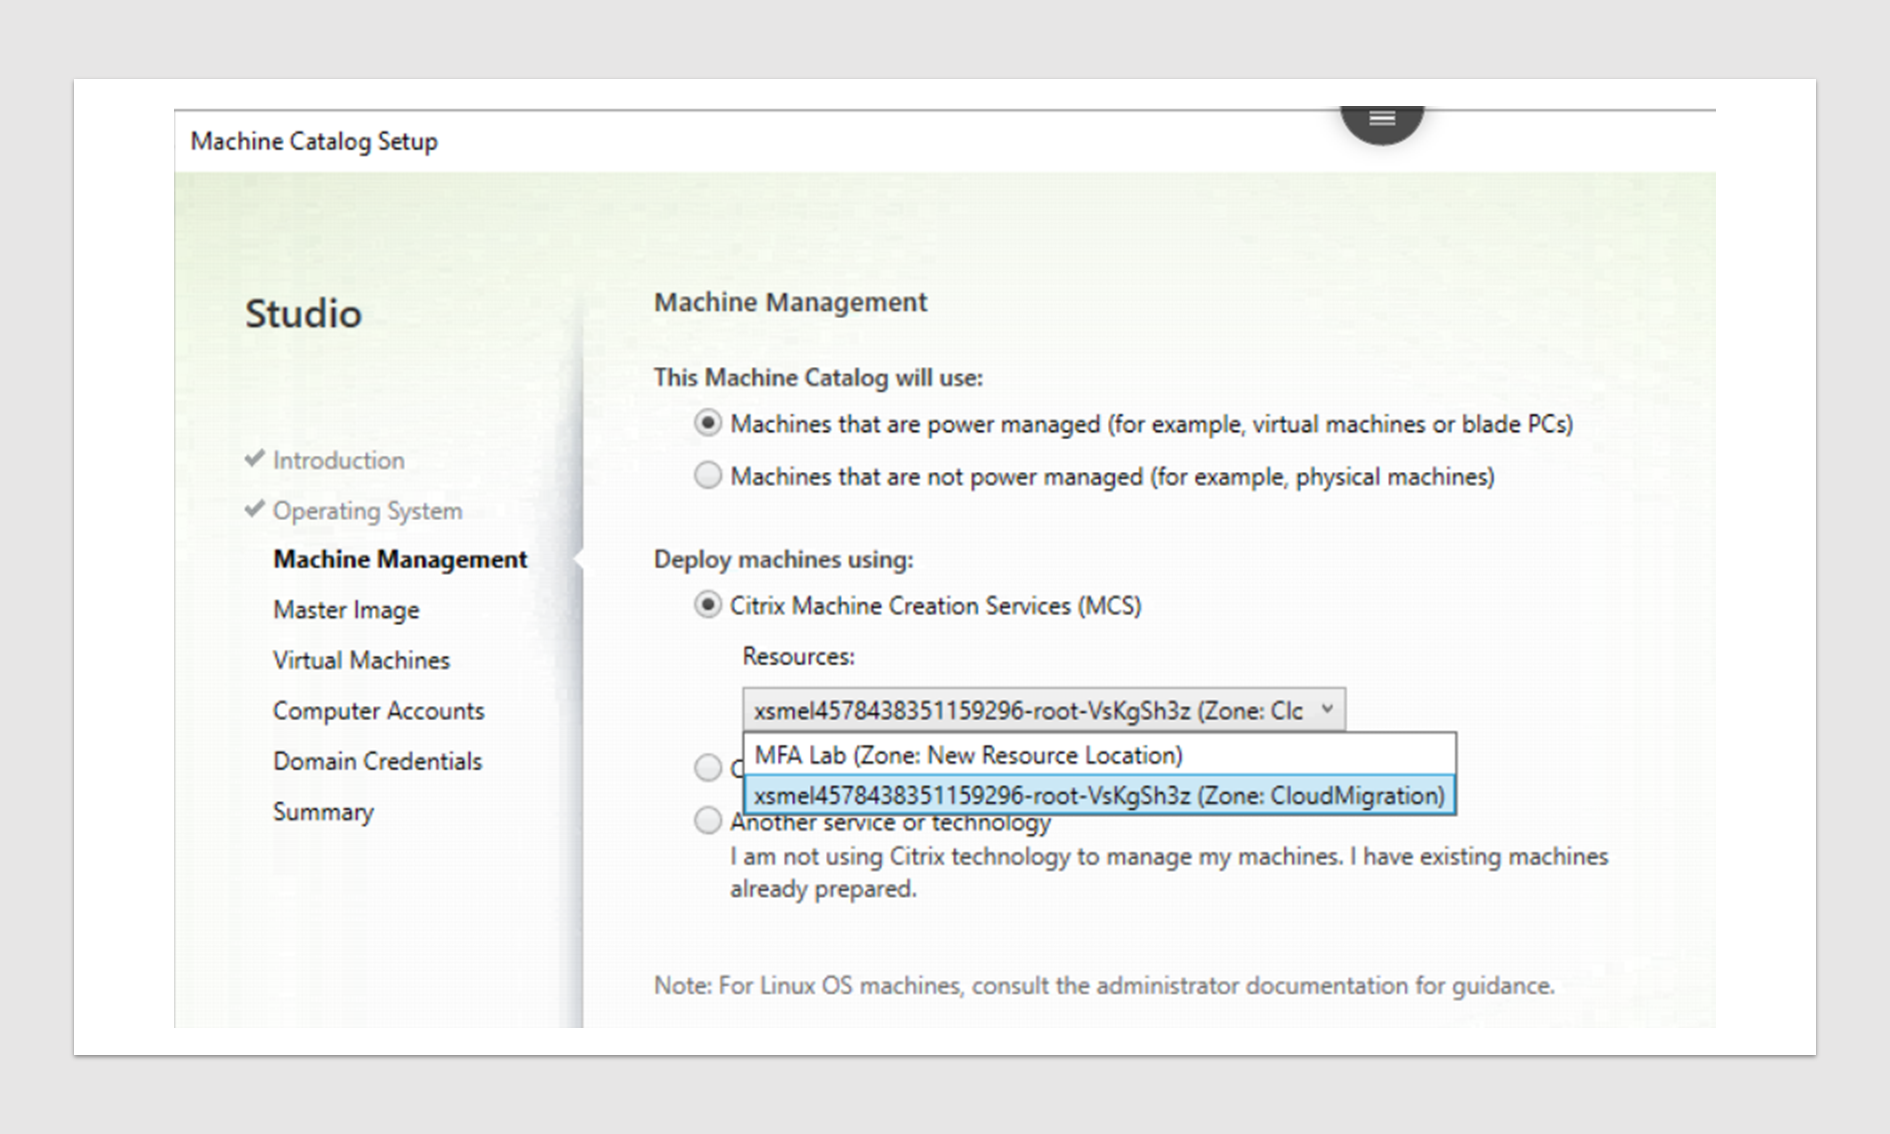 Machine Catalog Setup
Studio
Introduction
Operating System
Machine Management
Master Image
Virtual Machines
Computer Accounts
Domain Credentials
Summary
Machine Management
This Machine Catalog will use:
Machines that are power managed (for example, virtual machines or blade PCs)
Machines that are not power managed (for example, physical machines)
Deploy machines using:
Citrix Machine Creation Services (MCS)
Resources:
xsmel4578438351159296-root-VsKgSh3z (Zone: Clc
MFA Lab (Zone: New Resource Location)
xsmel4578438351159296-root-VsKgSh3z (Zone: CloudMigration)
Another service or technology
I am not using Citrix technology to manage my machines. I have existing machines
already prepared.
Note: For Linux OS machines, consult the administrator documentation for guidance.